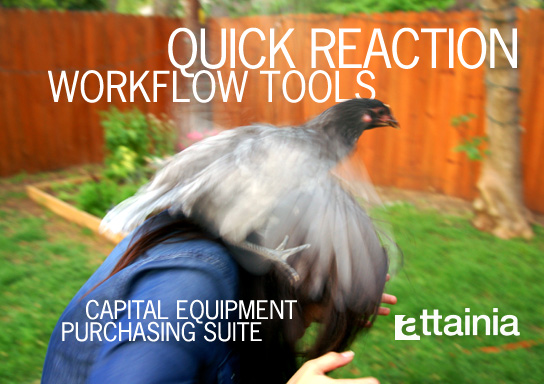 QUICK REACTION
WORKFLOW TOOLS
CAPITAL EQUIPMENT
PURCHASING SUITE
attainia